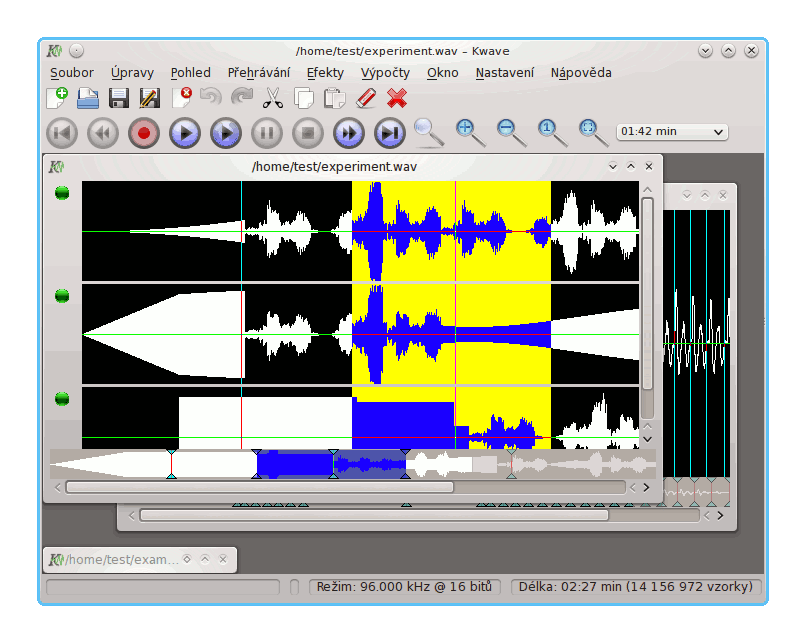 /home/test/experiment.wav – Kwave
Soubor Úpravy Pohled Přehrávání Efekty Výpočty Okno Nastavení Nápověda
01:42 min
/home/test/experiment.wav
/home/test/exam...
Režim: 96.000 kHz @ 16 bitů
Délka: 02:27 min (14 156 972 vzorky)